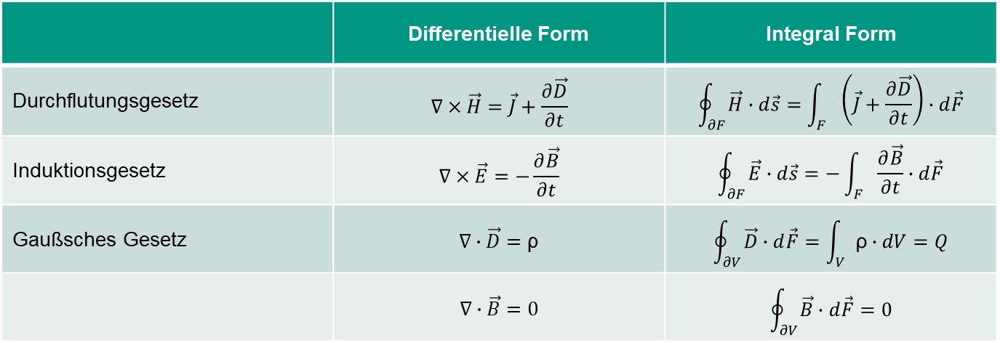 Differentielle Form Integral Form
Durchflutungsgesetz $\nabla \times \vec{H} = \vec{J} + \frac{\partial \vec{D}}{\partial t}$ $\oint_{\partial F} \vec{H} \cdot d\vec{s} = \int_{F} \left( \vec{J} + \frac{\partial \vec{D}}{\partial t} \right) \cdot d\vec{F}$
Induktionsgesetz $\nabla \times \vec{E} = -\frac{\partial \vec{B}}{\partial t}$ $\oint_{\partial F} \vec{E} \cdot d\vec{s} = -\int_{F} \frac{\partial \vec{B}}{\partial t} \cdot d\vec{F}$
Gaußsches Gesetz $\nabla \cdot \vec{D} = \rho$ $\oint_{\partial V} \vec{D} \cdot d\vec{F} = \int_{V} \rho \cdot dV = Q$
$\nabla \cdot \vec{B} = 0$ $\oint_{\partial V} \vec{B} \cdot d\vec{F} = 0$